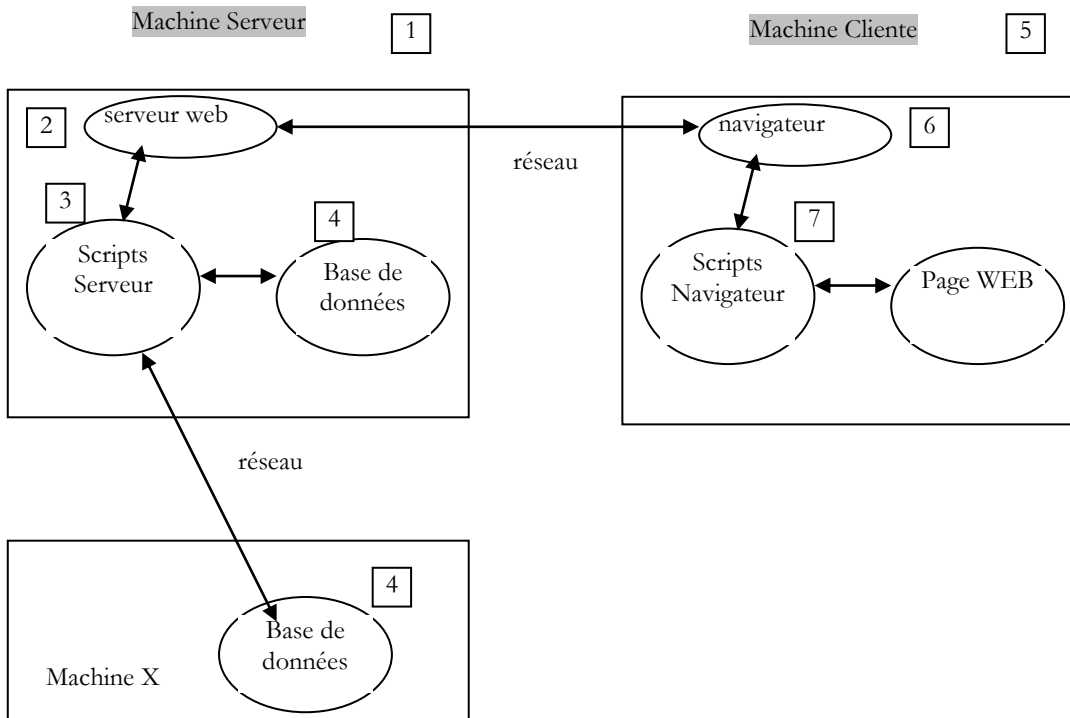 Machine Serveur
1
Machine Cliente
5
2
serveur web
navigateur
6
réseau
3
4
7
Scripts
Serveur
Base de
données
Scripts
Navigateur
Page WEB
réseau
4
Base de
données
Machine X